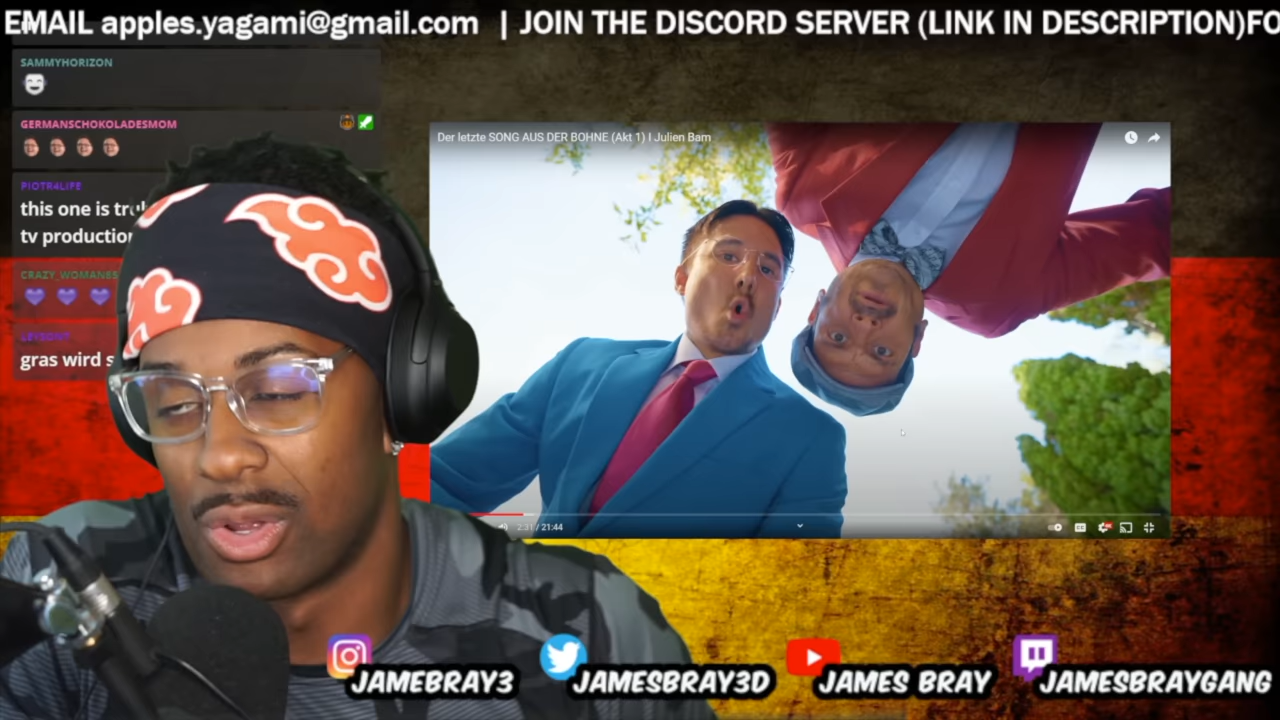 EMAIL apples.yagami@gmail.com | JOIN THE DISCORD SERVER (LINK IN DESCRIPTION)FO
SAMMYHORIZON
GERMANSCHOKOLADESMOM
PIOTR4LIFE
this one is
tv production
gras wird
Der letzte SONG AUS DER BOHNE (Akt 1) I Julien Bam
2:31 / 21:44
JAMEBRAY3
JAMESBRAY3D
JAMES BRAY
JAMESBRAYGANG